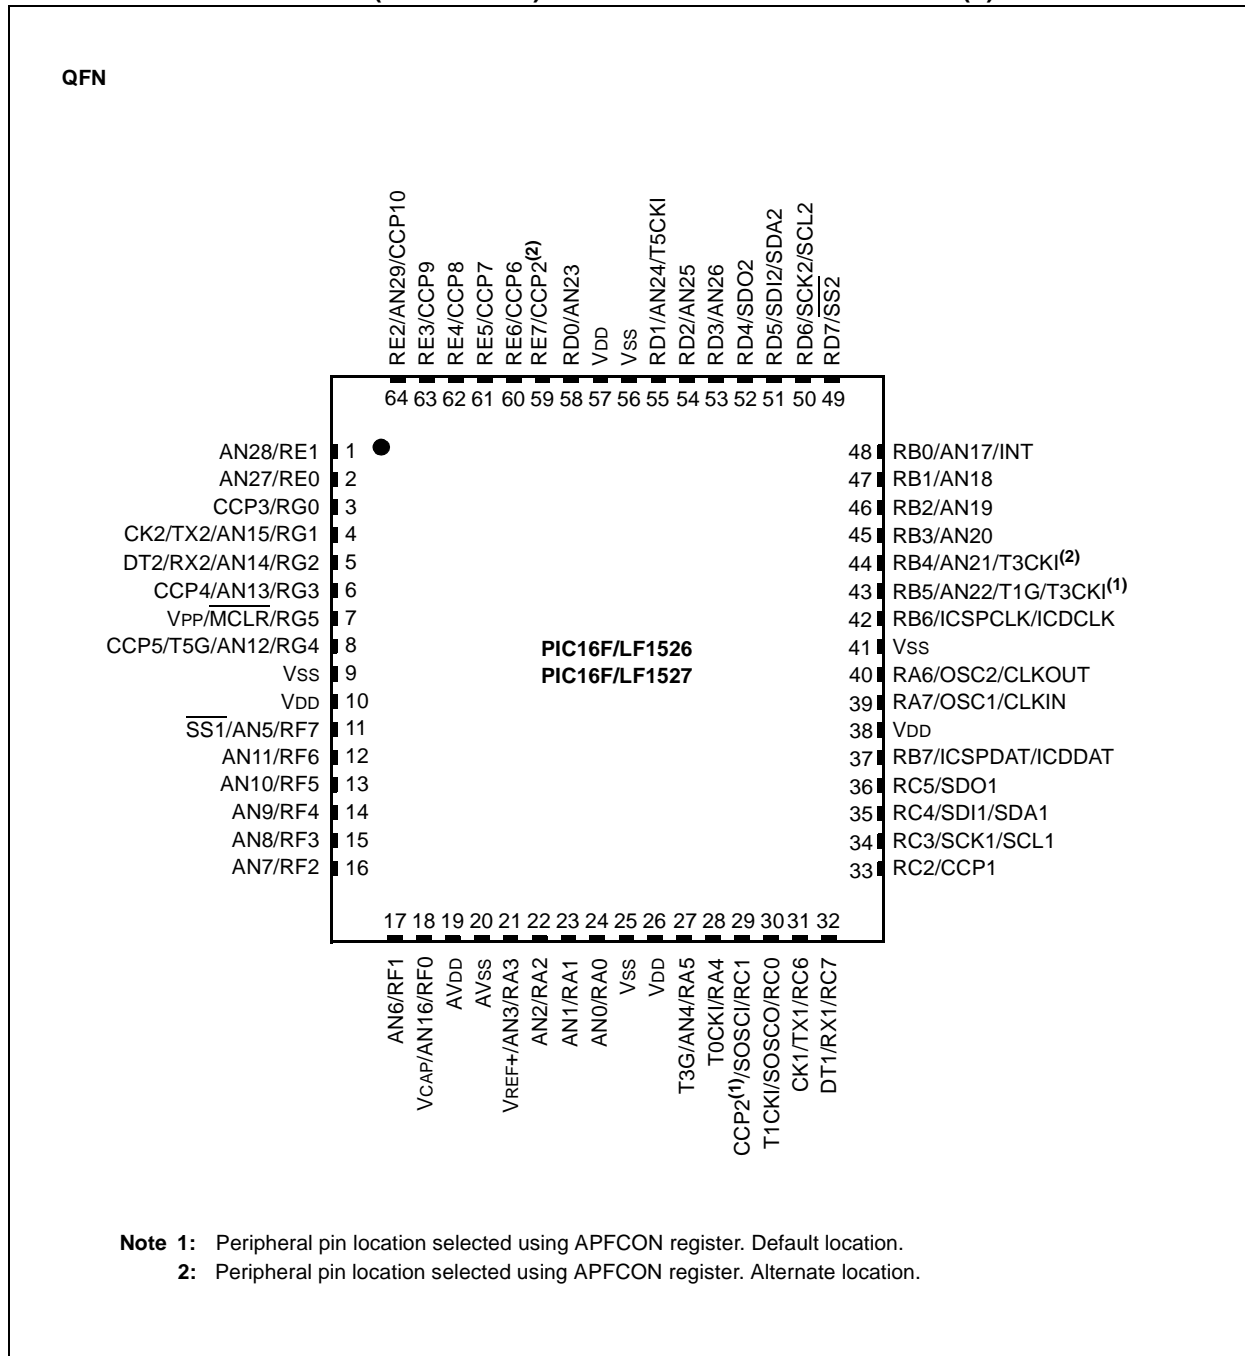 QFN
RE2/AN29/CCP10
RE3/CCP9
RE4/CCP8
RE5/CCP7
RE6/CCP6
RE7/CCP2(2)
RD0/AN23
VDD
VSS
RD1/AN24/T5CKI
RD2/AN25
RD3/AN26
RD4/SDO2
RD5/SDI2/SDA2
RD6/SCK2/SCL2
RD7/SS2
64 63 62 61 60 59 58 57 56 55 54 53 52 51 50 49
AN28/RE1 1
AN27/RE0 2
CCP3/RG0 3
CK2/TX2/AN15/RG1 4
DT2/RX2/AN14/RG2 5
CCP4/AN13/RG3 6
VPP/MCLR/RG5 7
CCP5/T5G/AN12/RG4 8
VSS 9
VDD 10
SS1/AN5/RF7 11
AN11/RF6 12
AN10/RF5 13
AN9/RF4 14
AN8/RF3 15
AN7/RF2 16
PIC16F/LF1526
PIC16F/LF1527
48 RB0/AN17/INT
47 RB1/AN18
46 RB2/AN19
45 RB3/AN20
44 RB4/AN21/T3CKI(2)
43 RB5/AN22/T1G/T3CKI(1)
42 RB6/ICSPCLK/ICDCLK
41 VSS
40 RA6/OSC2/CLKOUT
39 RA7/OSC1/CLKIN
38 VDD
37 RB7/ICSPDAT/ICDDAT
36 RC5/SDO1
35 RC4/SDI1/SDA1
34 RC3/SCK1/SCL1
33 RC2/CCP1
17 18 19 20 21 22 23 24 25 26 27 28 29 30 31 32
AN6/RF1
VCAP/AN16/RF0
AVDD
AVSS
VREF+/AN3/RA3
AN2/RA2
AN1/RA1
AN0/RA0
VSS
VDD
T3G/AN4/RA5
T0CKI/RA4
CCP2(1)/SOSCI/RC1
T1CKI/SOSCO/RC0
CK1/TX1/RC6
DT1/RX1/RC7
Note 1: Peripheral pin location selected using APFCON register. Default location.
2: Peripheral pin location selected using APFCON register. Alternate location.